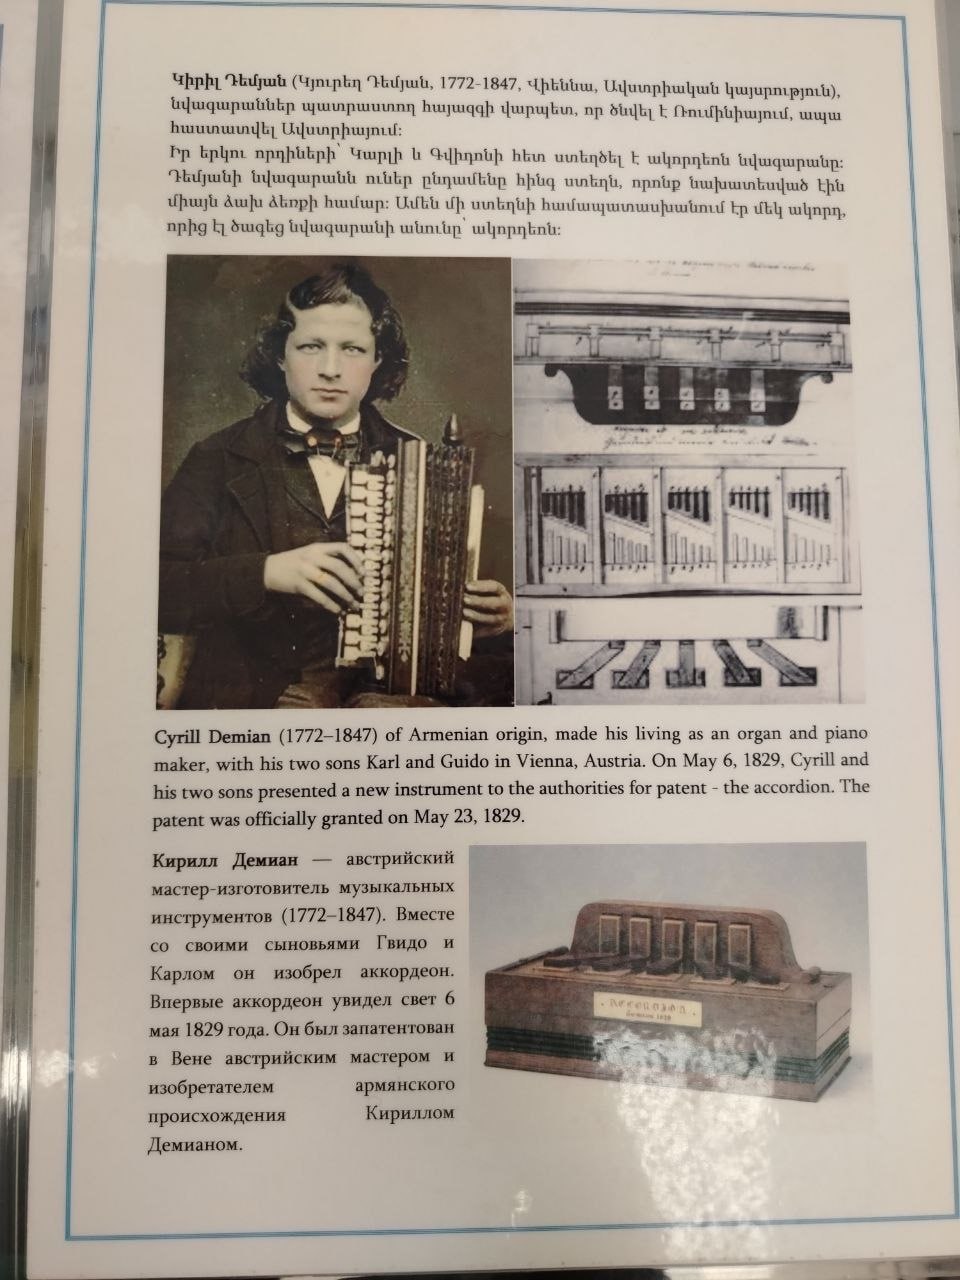 Կիրիլ Դեմյան (Կյուրեղ Դեմյան, 1772-1847, Վիեննա, Ավստրիական կայսրություն),
նվագարաններ պատրաստող հայազգի վարպետ, որ ծնվել է Ռումինիայում, ապա
հաստատվել Ավստրիայում:
Իր երկու որդիների՝ Կարլի և Գվիդոնի հետ ստեղծել է ակորդեոն նվագարանը:
Դեմյանի նվագարանն ուներ ընդամենը հինգ ստեղն, որոնք նախատեսված էին
միայն ձախ ձեռքի համար: Ամեն մի ստեղնի համապատասխանում էր մեկ ակորդ,
որից էլ ծագեց նվագարանի անունը՝ ակորդեոն:
Cyrill Demian (1772–1847) of Armenian origin, made his living as an organ and piano
maker, with his two sons Karl and Guido in Vienna, Austria. On May 6, 1829, Cyrill and
his two sons presented a new instrument to the authorities for patent - the accordion. The
patent was officially granted on May 23, 1829.
Кирилл Демиан — австрийский
мастер-изготовитель музыкальных
инструментов (1772–1847). Вместе
со своими сыновьями Гвидо и
Карлом он изобрел аккордеон.
Впервые аккордеон увидел свет 6
мая 1829 года. Он был запатентован
в Вене австрийским мастером и
изобретателем армянского
происхождения Кириллом
Демианом.
1829